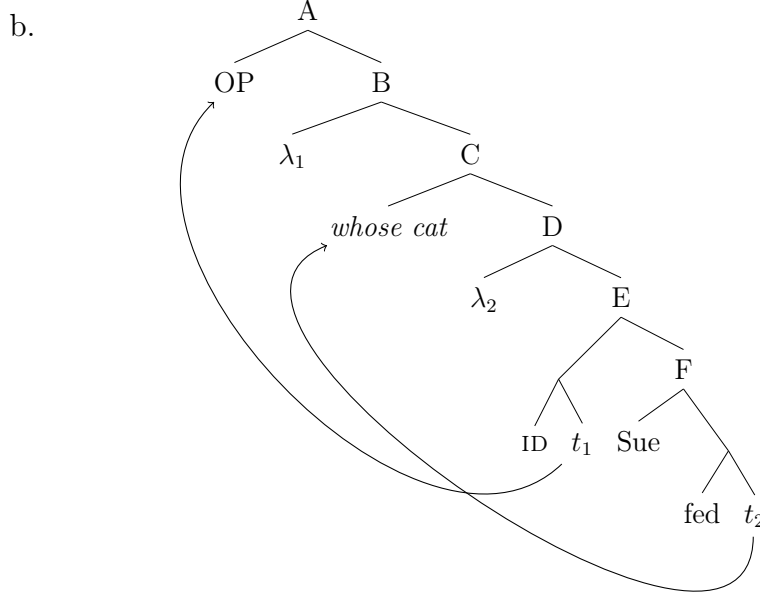 b.
A
OP B
λ₁ C
whose cat D
λ₂ E
F
ID t₁ Sue
fed t₂